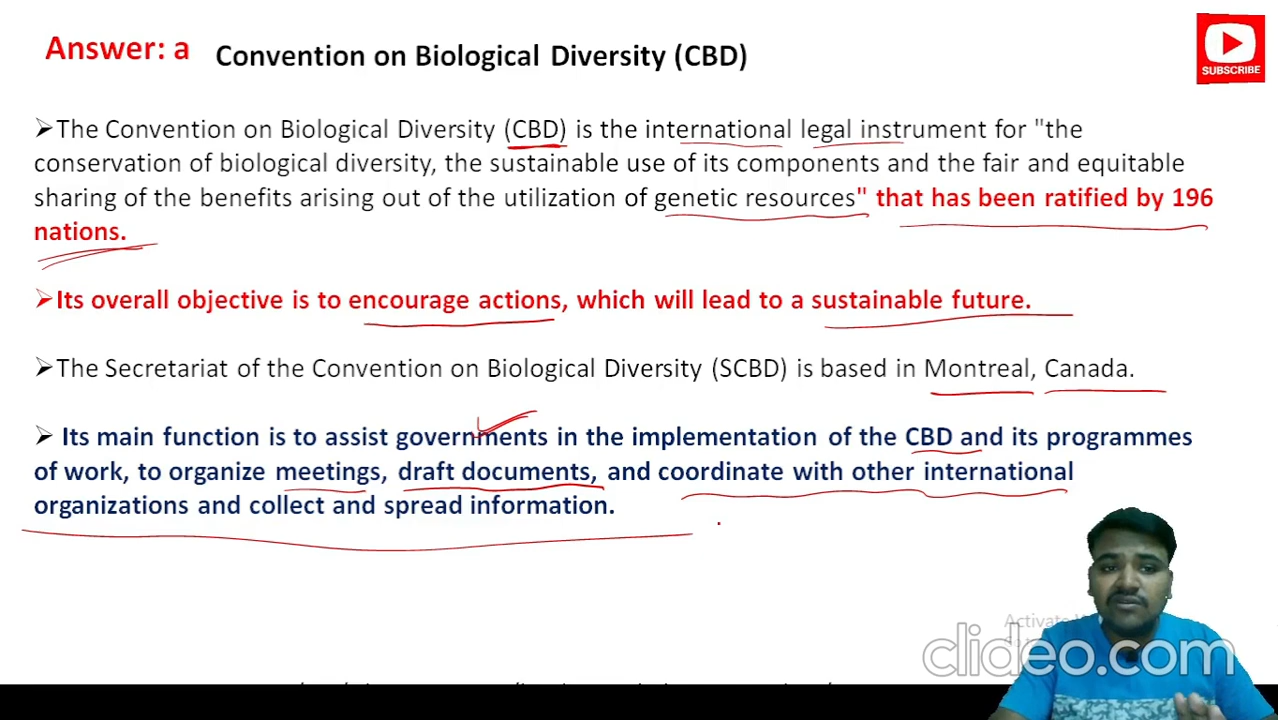 Answer: a
Convention on Biological Diversity (CBD)
SUBSCRIBE
➤The Convention on Biological Diversity (CBD) is the international legal instrument for "the
conservation of biological diversity, the sustainable use of its components and the fair and equitable
sharing of the benefits arising out of the utilization of genetic resources" that has been ratified by 196
nations.
➤Its overall objective is to encourage actions, which will lead to a sustainable future.
➤The Secretariat of the Convention on Biological Diversity (SCBD) is based in Montreal, Canada.
➤ Its main function is to assist governments in the implementation of the CBD and its programmes
of work, to organize meetings, draft documents, and coordinate with other international
organizations and collect and spread information.
Activate
clideo.com